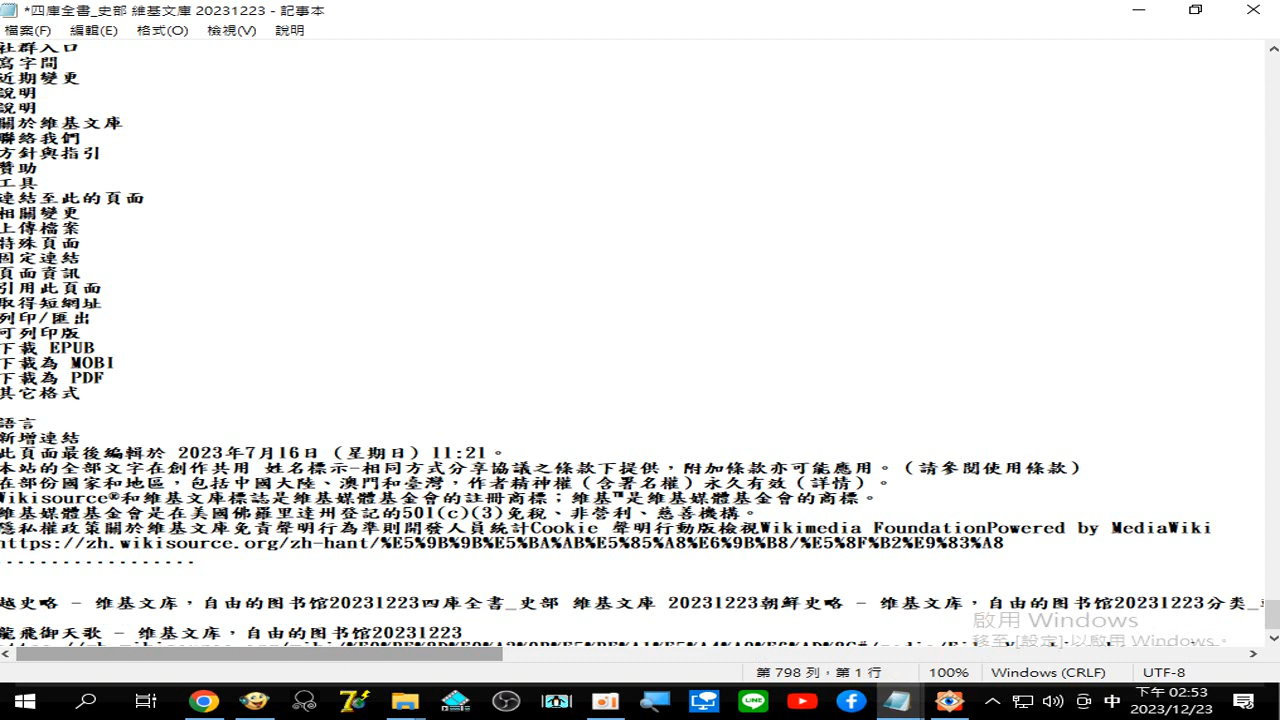 *四庫全書_史部 維基文庫 20231223 - 記事本
檔案(F) 編輯(E) 格式(O) 檢視(V) 說明
社群入口
寫字間
近期變更
說明
說明
關於維基文庫
聯絡我們
方針與指引
贊助
工具
連結至此的頁面
相關變更
上傳檔案
特殊頁面
固定連結
頁面資訊
引用此頁面
取得短網址
列印/匯出
可列印版
下載 EPUB
下載為 MOBI
下載為 PDF
其它格式
語言
新增連結
此頁面最後編輯於 2023年7月16日 (星期日) 11:21。
本站的全部文字在創作共用 姓名標示-相同方式分享協議之條款下提供，附加條款亦可能應用。(請參閱使用條款)
在部份國家和地區，包括中國大陸、澳門和臺灣，作者精神權（含署名權）永久有效（詳情）。
Wikisource®和維基文庫標誌是維基媒體基金會的註冊商標；維基™是維基媒體基金會的商標。
維基媒體基金會是在美國佛羅里達州登記的501(c)(3)免稅、非營利、慈善機構。
隱私權政策關於維基文庫免責聲明行為準則開發人員統計Cookie 聲明行動版檢視Wikimedia FoundationPowered by MediaWiki
https://zh.wikisource.org/zh-hant/%E5%9B%9B%E5%BA%AB%E5%85%A8%E6%9B%B8/%E5%8F%B2%E9%83%A8
..................
越史略 - 维基文库，自由的图书馆20231223四庫全書_史部 維基文庫 20231223朝鮮史略 - 维基文库，自由的图书馆20231223分类_
龍飛御天歌 - 维基文库，自由的图书馆20231223
啟用 Windows
移至 [設定] 以啟用 Windows。
第 798 列，第 1 行 100% Windows (CRLF) UTF-8
中 下午 02:53
2023/12/23